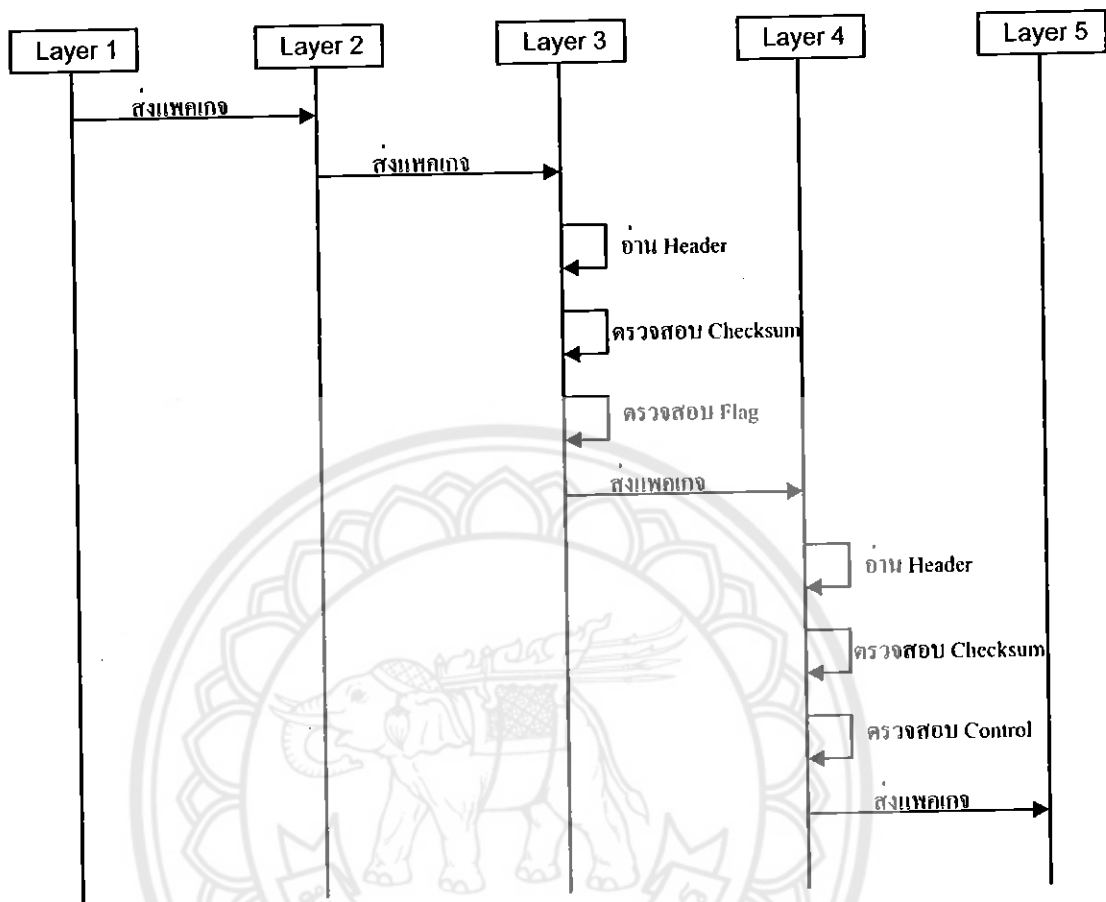 Layer 1
Layer 2
Layer 3
Layer 4
Layer 5
ส่งแพคเกจ
ส่งแพคเกจ
อ่าน Header
ตรวจสอบ Checksum
ตรวจสอบ Flag
ส่งแพคเกจ
อ่าน Header
ตรวจสอบ Checksum
ตรวจสอบ Control
ส่งแพคเกจ